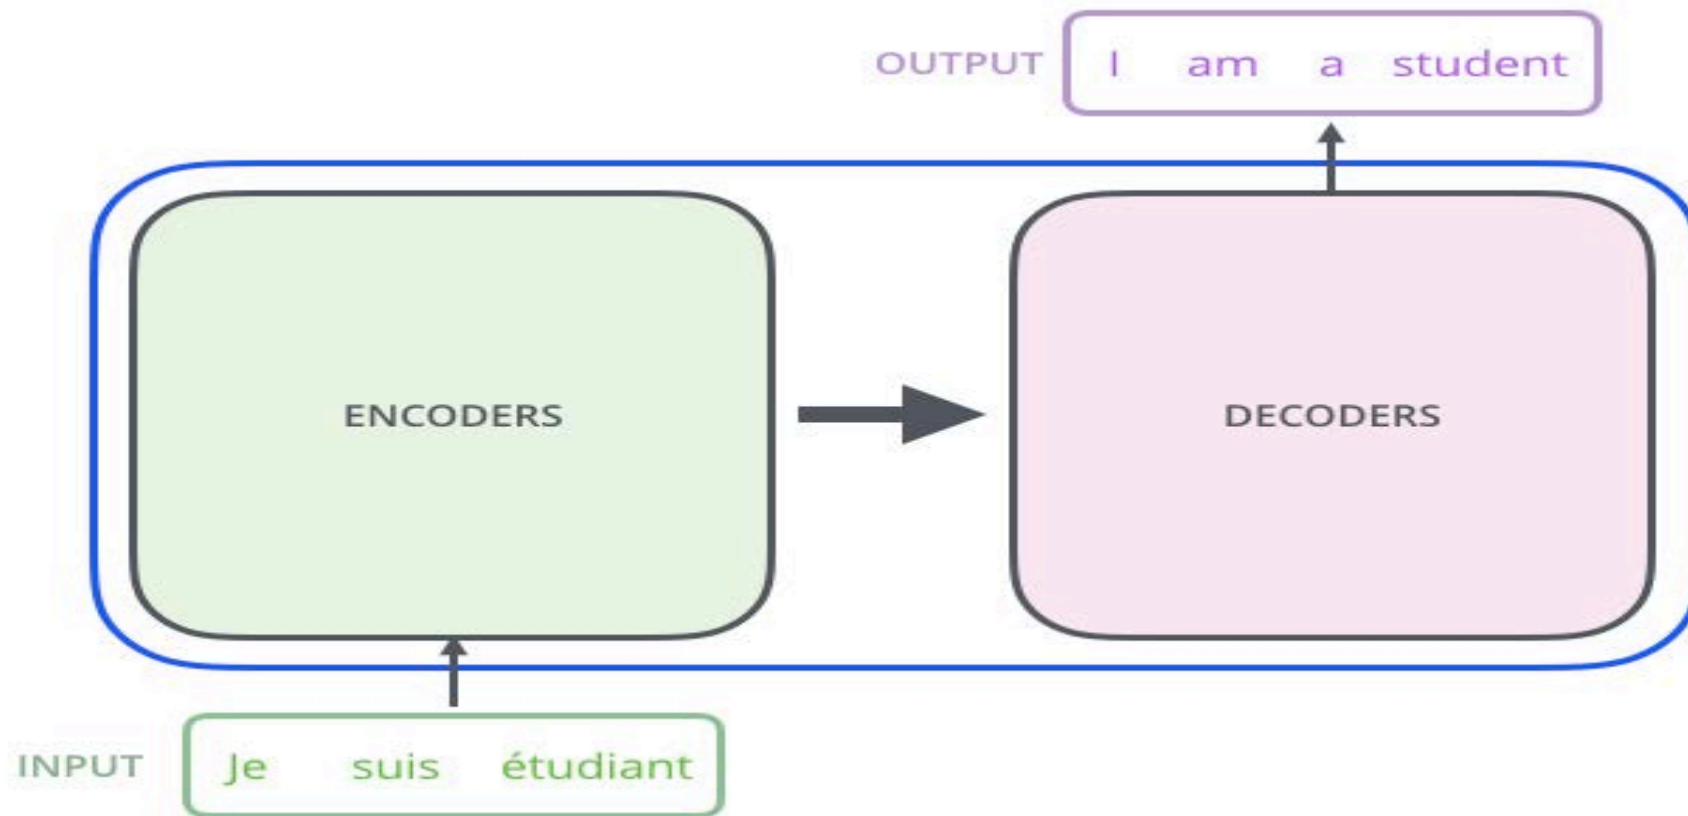 OUTPUT I am a student
ENCODERS DECODERS
INPUT Je suis étudiant